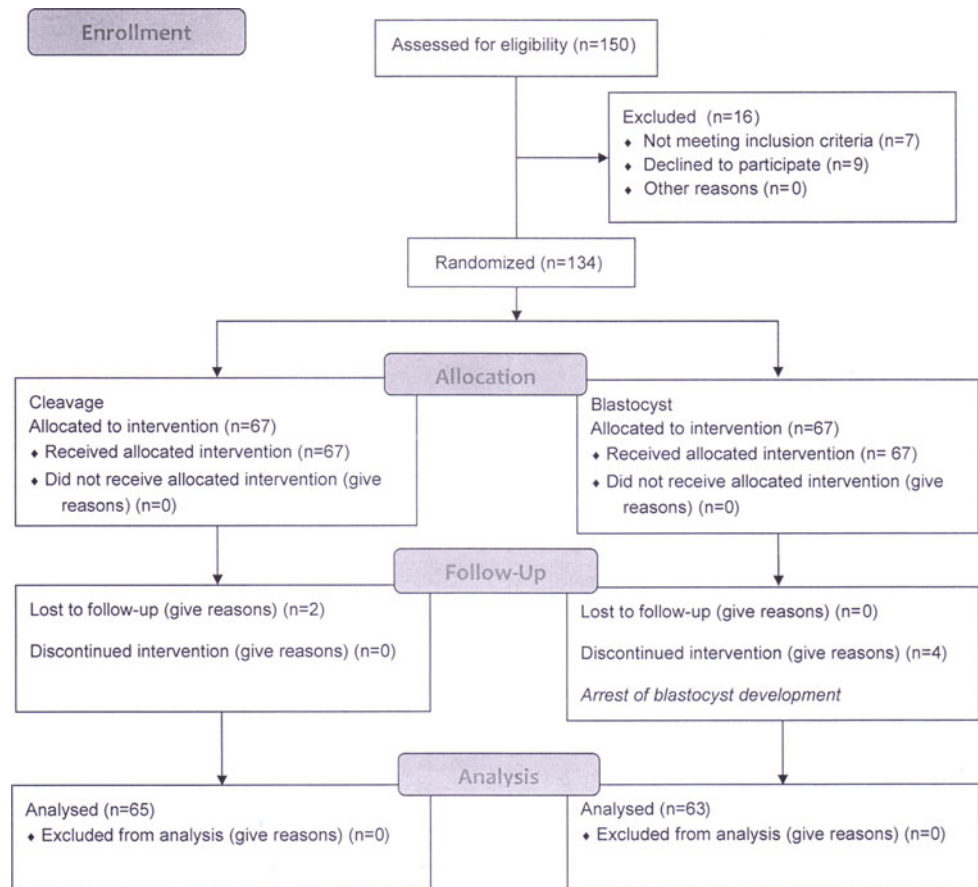 Enrollment
Assessed for eligibility (n=150)
Excluded (n=16)
♦ Not meeting inclusion criteria (n=7)
♦ Declined to participate (n=9)
♦ Other reasons (n=0)
Randomized (n=134)
Allocation
Cleavage
Allocated to intervention (n=67)
♦ Received allocated intervention (n=67)
♦ Did not receive allocated intervention (give
reasons) (n=0)
Blastocyst
Allocated to intervention (n=67)
♦ Received allocated intervention (n= 67)
♦ Did not receive allocated intervention (give
reasons) (n=0)
Follow-Up
Lost to follow-up (give reasons) (n=2)
Discontinued intervention (give reasons) (n=0)
Lost to follow-up (give reasons) (n=0)
Discontinued intervention (give reasons) (n=4)
Arrest of blastocyst development
Analysis
Analysed (n=65)
♦ Excluded from analysis (give reasons) (n=0)
Analysed (n=63)
♦ Excluded from analysis (give reasons) (n=0)